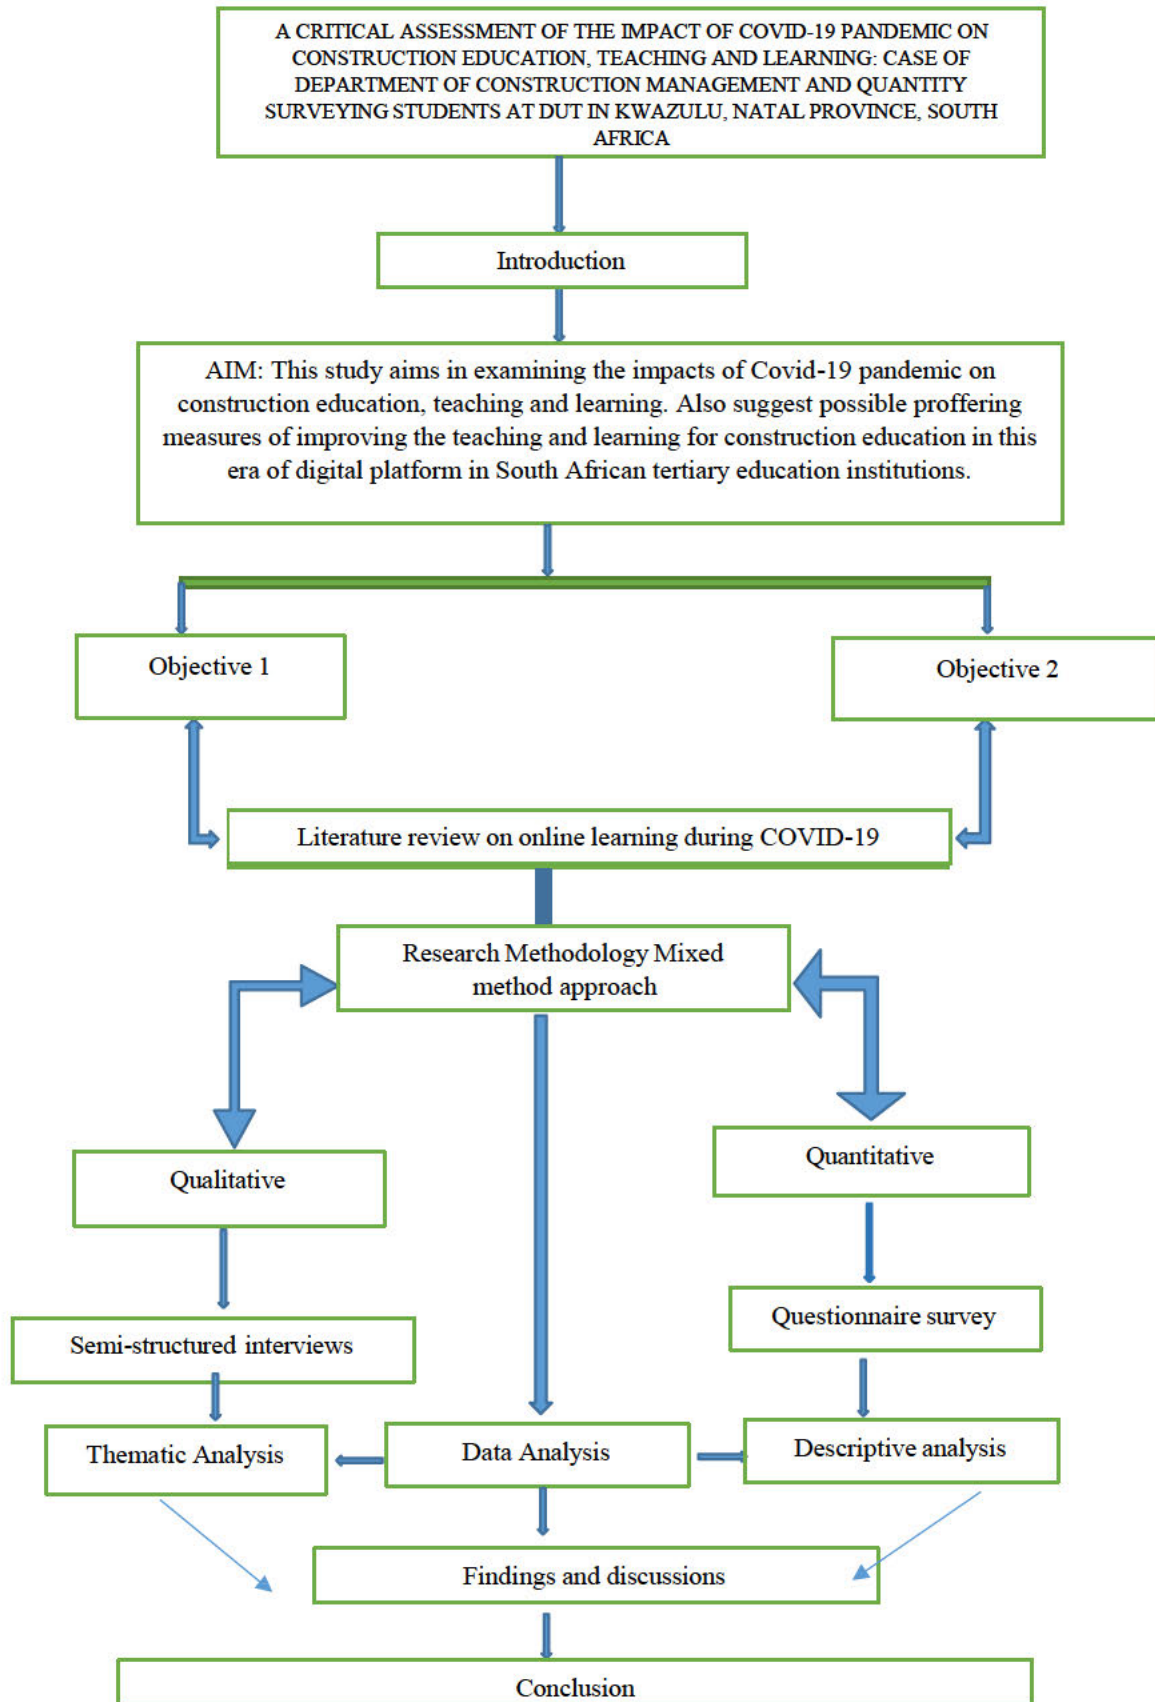 A CRITICAL ASSESSMENT OF THE IMPACT OF COVID-19 PANDEMIC ON
CONSTRUCTION EDUCATION, TEACHING AND LEARNING: CASE OF
DEPARTMENT OF CONSTRUCTION MANAGEMENT AND QUANTITY
SURVEYING STUDENTS AT DUT IN KWAZULU, NATAL PROVINCE, SOUTH
AFRICA
Introduction
AIM: This study aims in examining the impacts of Covid-19 pandemic on
construction education, teaching and learning. Also suggest possible proffering
measures of improving the teaching and learning for construction education in this
era of digital platform in South African tertiary education institutions.
Objective 1
Objective 2
Literature review on online learning during COVID-19
Research Methodology Mixed
method approach
Qualitative
Quantitative
Semi-structured interviews
Questionnaire survey
Thematic Analysis
Data Analysis
Descriptive analysis
Findings and discussions
Conclusion